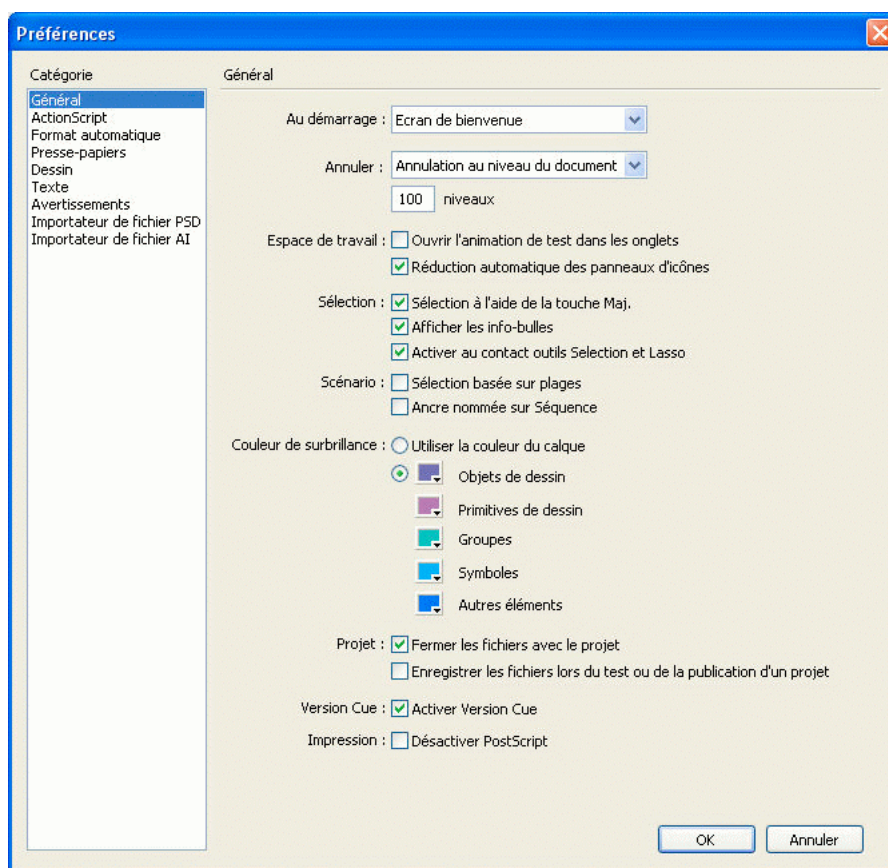 Préférences
Catégorie
Général
ActionScript
Format automatique
Presse-papiers
Dessin
Texte
Avertissements
Importateur de fichier PSD
Importateur de fichier AI
Général
Au démarrage : Ecran de bienvenue
Annuler : Annulation au niveau du document
100 niveaux
Espace de travail : Ouvrir l'animation de test dans les onglets
Réduction automatique des panneaux d'icônes
Sélection : Sélection à l'aide de la touche Maj.
Afficher les info-bulles
Activer au contact outils Selection et Lasso
Scénario : Sélection basée sur plages
Ancre nommée sur Séquence
Couleur de surbrillance : Utiliser la couleur du calque
Objets de dessin
Primitives de dessin
Groupes
Symboles
Autres éléments
Projet : Fermer les fichiers avec le projet
Enregistrer les fichiers lors du test ou de la publication d'un projet
Version Cue : Activer Version Cue
Impression : Désactiver PostScript
OK Annuler